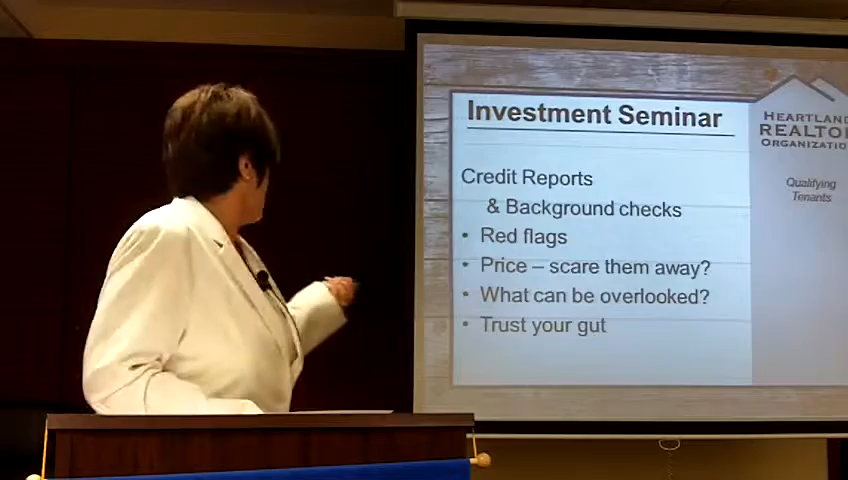 Investment Seminar
HEARTLAND
REALTOR
ORGANIZATIO
Credit Reports
& Background checks
• Red flags
• Price – scare them away?
• What can be overlooked?
• Trust your gut
Qualifying
Tenants